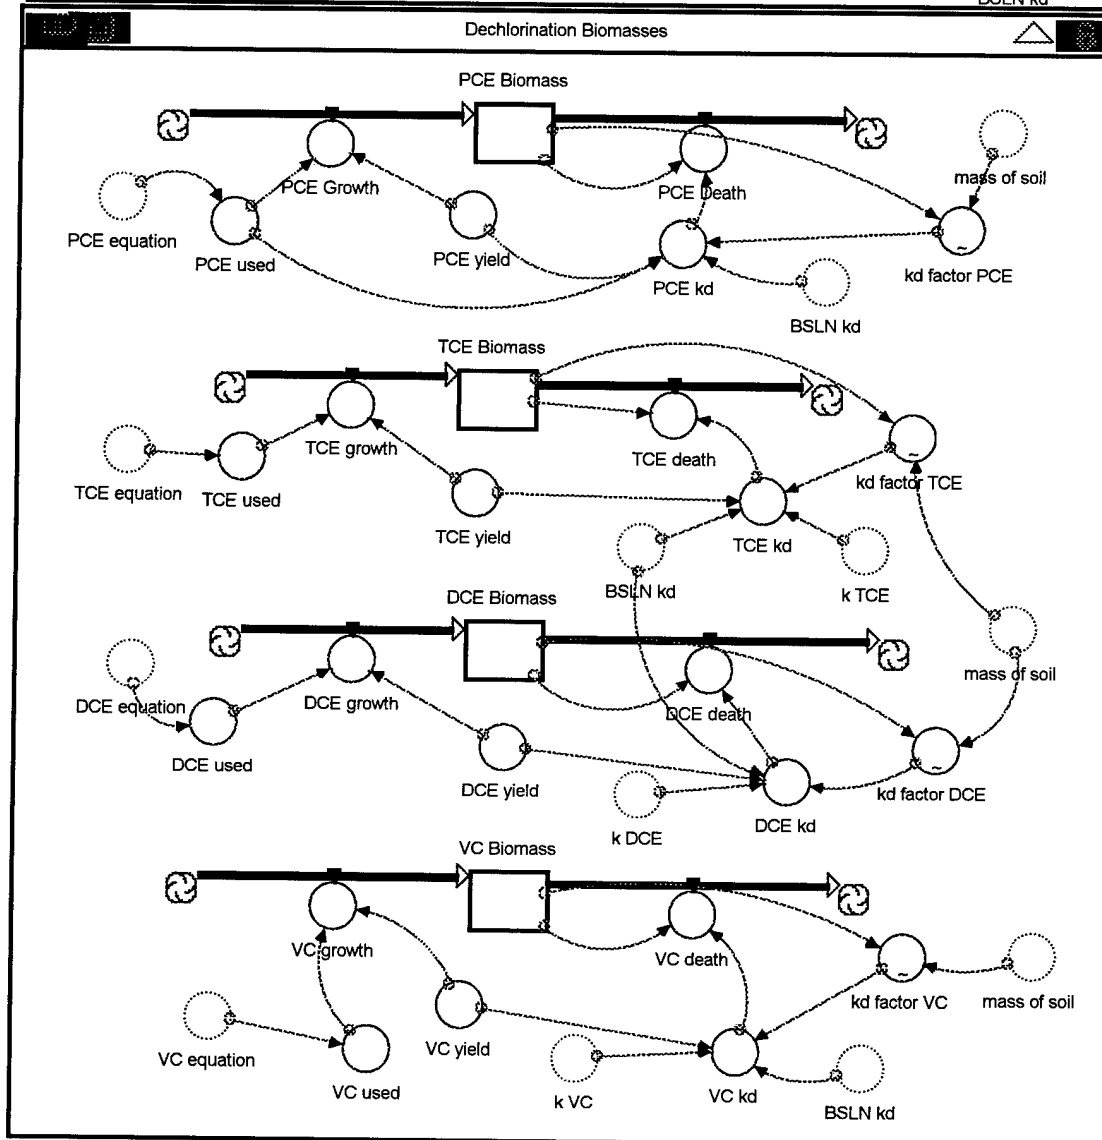 Dechlorination Biomasses
PCE Biomass
PCE Growth
PCE Death
mass of soil
PCE equation
PCE used
PCE yield
PCE kd
kd factor PCE
BSLN kd
TCE Biomass
TCE growth
TCE death
kd factor TCE
TCE equation
TCE used
TCE yield
TCE kd
BSLN kd
k TCE
DCE Biomass
mass of soil
DCE equation
DCE growth
DCE death
DCE used
DCE yield
k DCE
DCE kd
kd factor DCE
VC Biomass
VC growth
VC death
kd factor VC
mass of soil
VC equation
VC used
VC yield
k VC
VC kd
BSLN kd